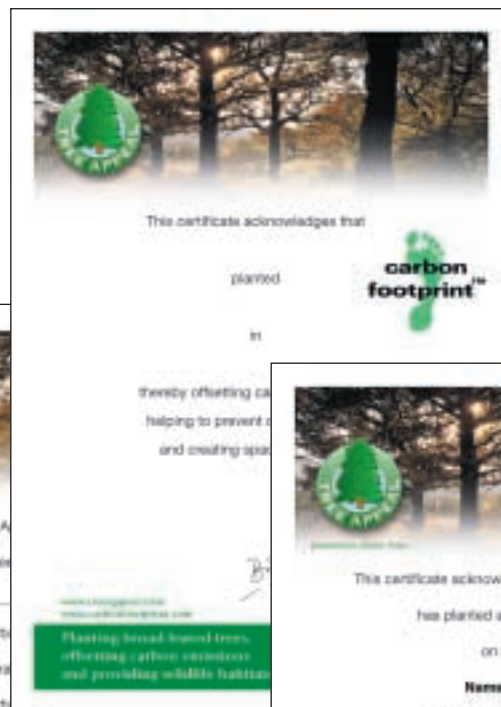 TREE APPEAL
This certificate acknowledges that
planted
carbon
footprint™
in
thereby offsetting ca
helping to prevent
and creating spac
Planting broad-leaved trees,
offsetting carbon emissions
and providing wildlife habitats
TREE APPEAL
This certificate acknow
has planted a
on
Name